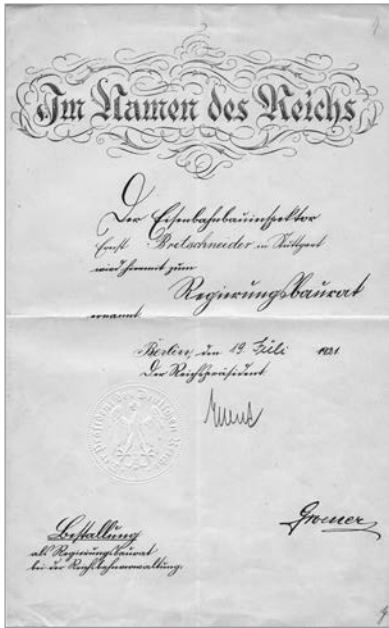 Im Namen des Reichs
Der Eisenbahnbauinspektor
Ernst Bretschneider in Stuttgart
wird hiermit zum
Regierungsbaurat
ernannt.
Berlin, den 19. Juli 1921
Der Reichspräsident
Ebert
Groener
Bestallung
als Regierungsbaurat
bei der Reichsbahnverwaltung.